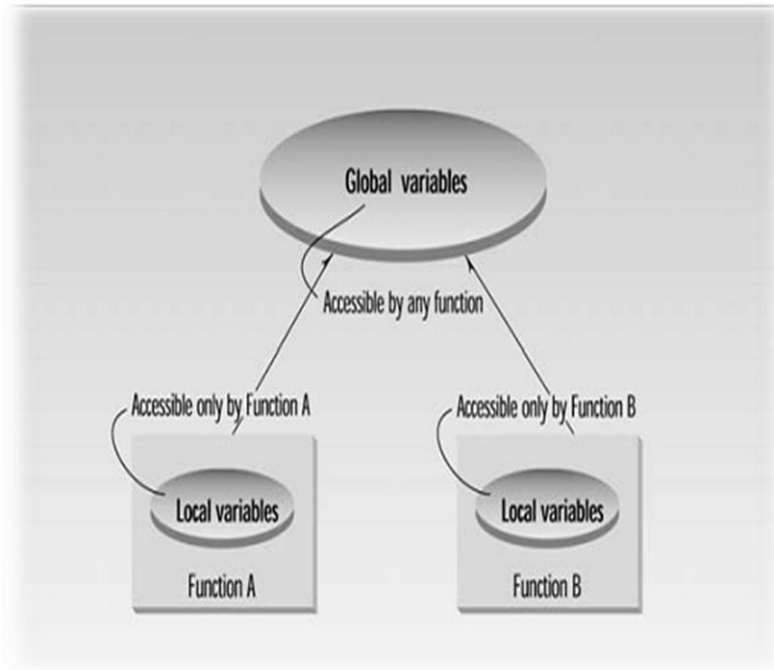 Global variables
Accessible by any function
Accessible only by Function A
Accessible only by Function B
Local variables
Local variables
Function A
Function B